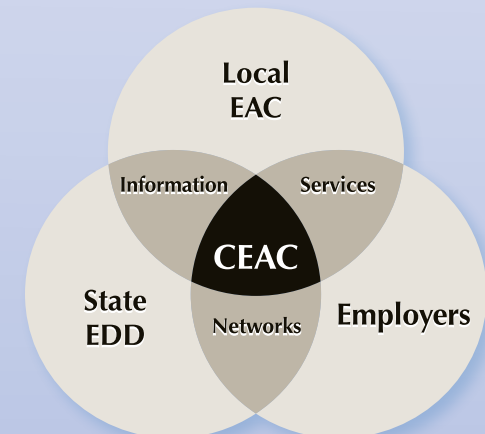 Local
EAC
Information
Services
CEAC
State
EDD
Networks
Employers